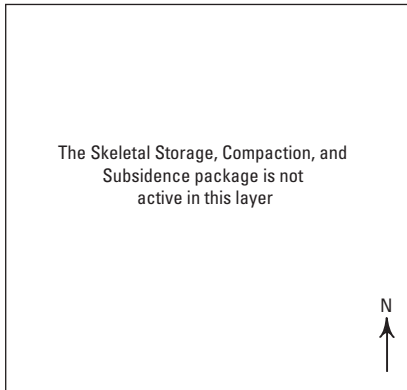 The Skeletal Storage, Compaction, and
Subsidence package is not
active in this layer
N